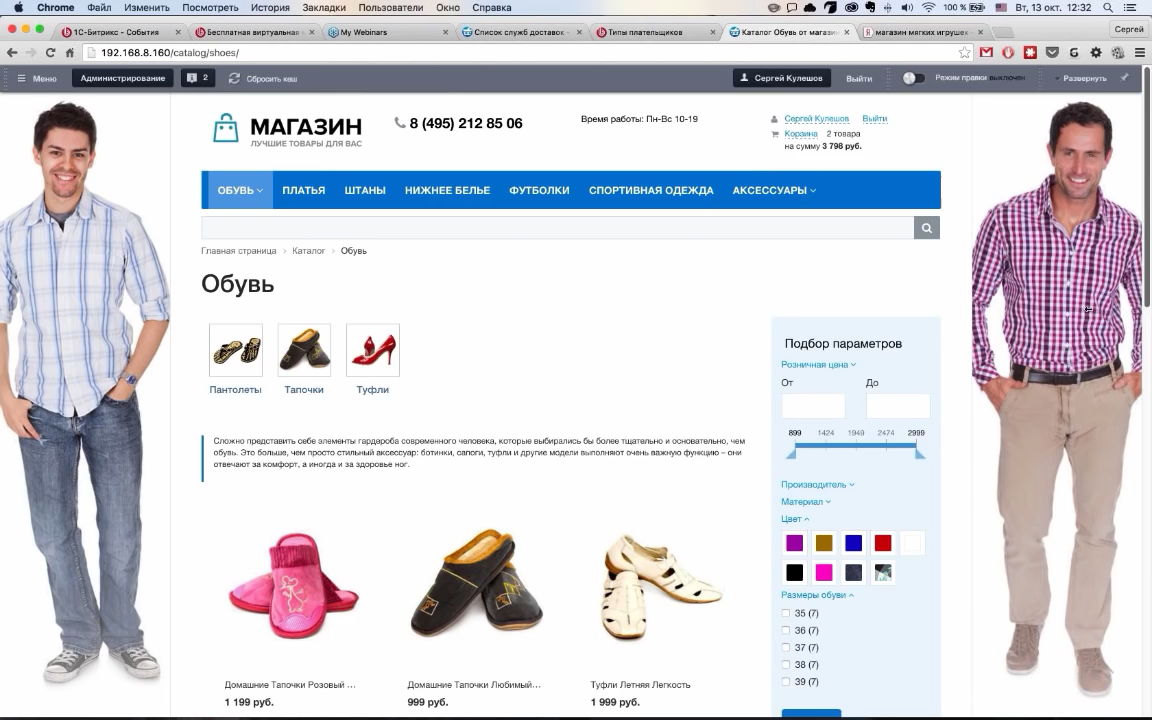 Chrome Файл Изменить Посмотреть История Закладки Пользователи Окно Справка 100 % Вт, 13 окт. 12:32
1С-Битрикс - События Бесплатная виртуальная My Webinars Список служб доставок - Типы плательщиков Каталог Обувь от магазин магазин мягких игрушек - Сергей
192.168.8.160/catalog/shoes/
Меню Администрирование 2 Сбросить кеш Сергей Кулешов Выйти Режим правки выключен Развернуть
МАГАЗИН
ЛУЧШИЕ ТОВАРЫ ДЛЯ ВАС
8 (495) 212 85 06
Время работы: Пн-Вс 10-19
Сергей Кулешов Выйти
Корзина 2 товара
на сумму 3 798 руб.
ОБУВЬ ПЛАТЬЯ ШТАНЫ НИЖНЕЕ БЕЛЬЕ ФУТБОЛКИ СПОРТИВНАЯ ОДЕЖДА АКСЕССУАРЫ
Главная страница > Каталог > Обувь
Обувь
Пантолеты Тапочки Туфли
Сложно представить себе элементы гардероба современного человека, которые выбирались бы более тщательно и основательно, чем
обувь. Это больше, чем просто стильный аксессуар: ботинки, сапоги, туфли и другие модели выполняют очень важную функцию – они
отвечают за комфорт, а иногда и за здоровье ног.
Домашние Тапочки Розовый ... Домашние Тапочки Любимый... Туфли Летняя Легкость
1 199 руб. 999 руб. 1 999 руб.
Подбор параметров
Розничная цена
От До
899 1424 1949 2474 2999
Производитель
Материал
Цвет
Размеры обуви
35 (7)
36 (7)
37 (7)
38 (7)
39 (7)